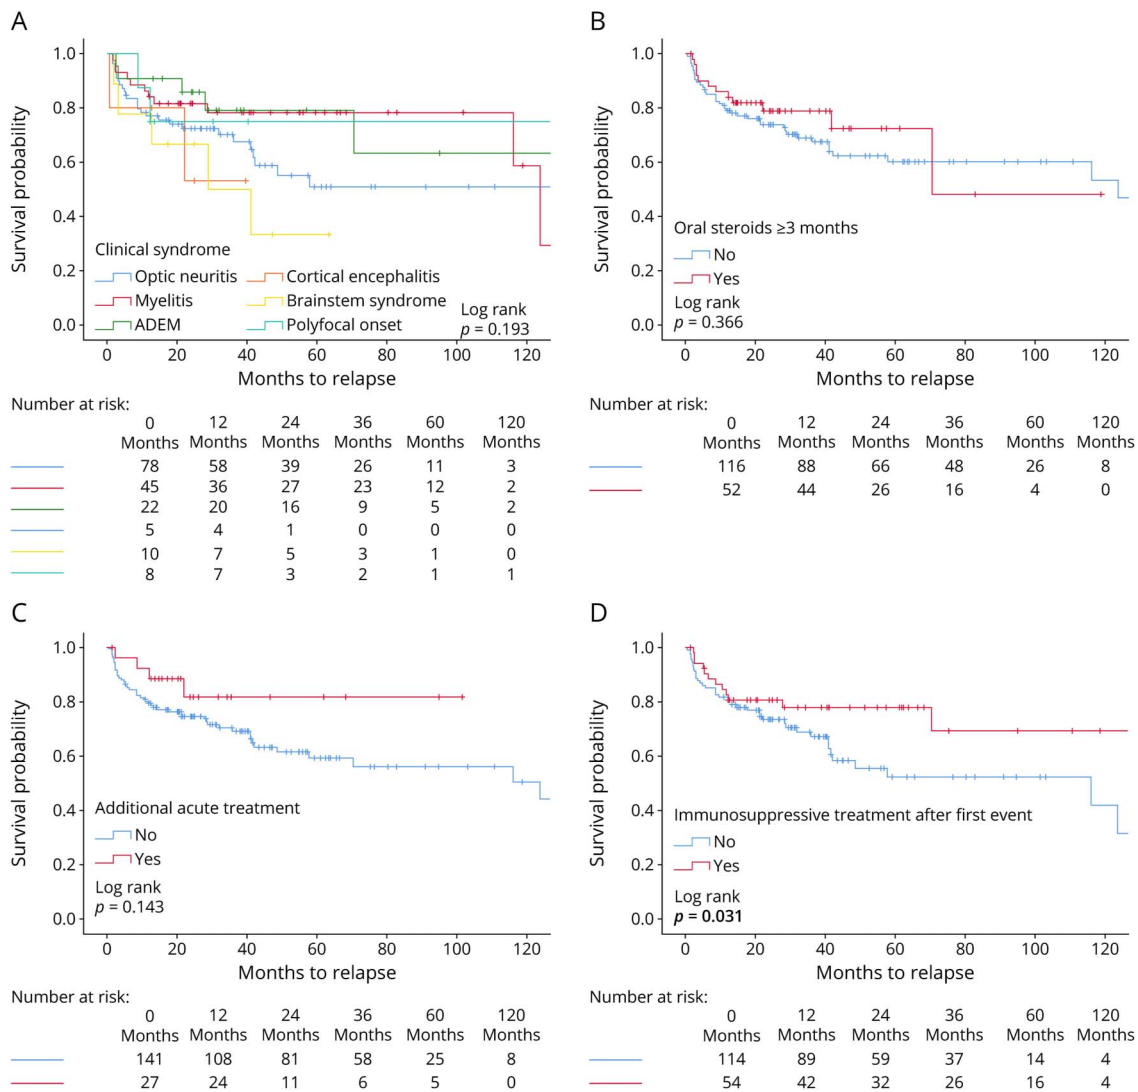 A
Survival probability
1.0
0.8
0.6
0.4
0.2
0.0
Clinical syndrome
Optic neuritis
Cortical encephalitis
Myelitis
Brainstem syndrome
ADEM
Polyfocal onset
Log rank
p = 0.193
0 20 40 60 80 100 120
Months to relapse
Number at risk:
0 12 24 36 60 120
Months Months Months Months Months Months
78 58 39 26 11 3
45 36 27 23 12 2
22 20 16 9 5 2
5 4 1 0 0 0
10 7 5 3 1 0
8 7 3 2 1 1
B
Survival probability
1.0
0.8
0.6
0.4
0.2
0.0
Oral steroids ≥3 months
No
Yes
Log rank
p = 0.366
0 20 40 60 80 100 120
Months to relapse
Number at risk:
0 12 24 36 60 120
Months Months Months Months Months Months
116 88 66 48 26 8
52 44 26 16 4 0
C
Survival probability
1.0
0.8
0.6
0.4
0.2
0.0
Additional acute treatment
No
Yes
Log rank
p = 0.143
0 20 40 60 80 100 120
Months to relapse
Number at risk:
0 12 24 36 60 120
Months Months Months Months Months Months
141 108 81 58 25 8
27 24 11 6 5 0
D
Survival probability
1.0
0.8
0.6
0.4
0.2
0.0
Immunosuppressive treatment after first event
No
Yes
Log rank
p = 0.031
0 20 40 60 80 100 120
Months to relapse
Number at risk:
0 12 24 36 60 120
Months Months Months Months Months Months
114 89 59 37 14 4
54 42 32 26 16 4